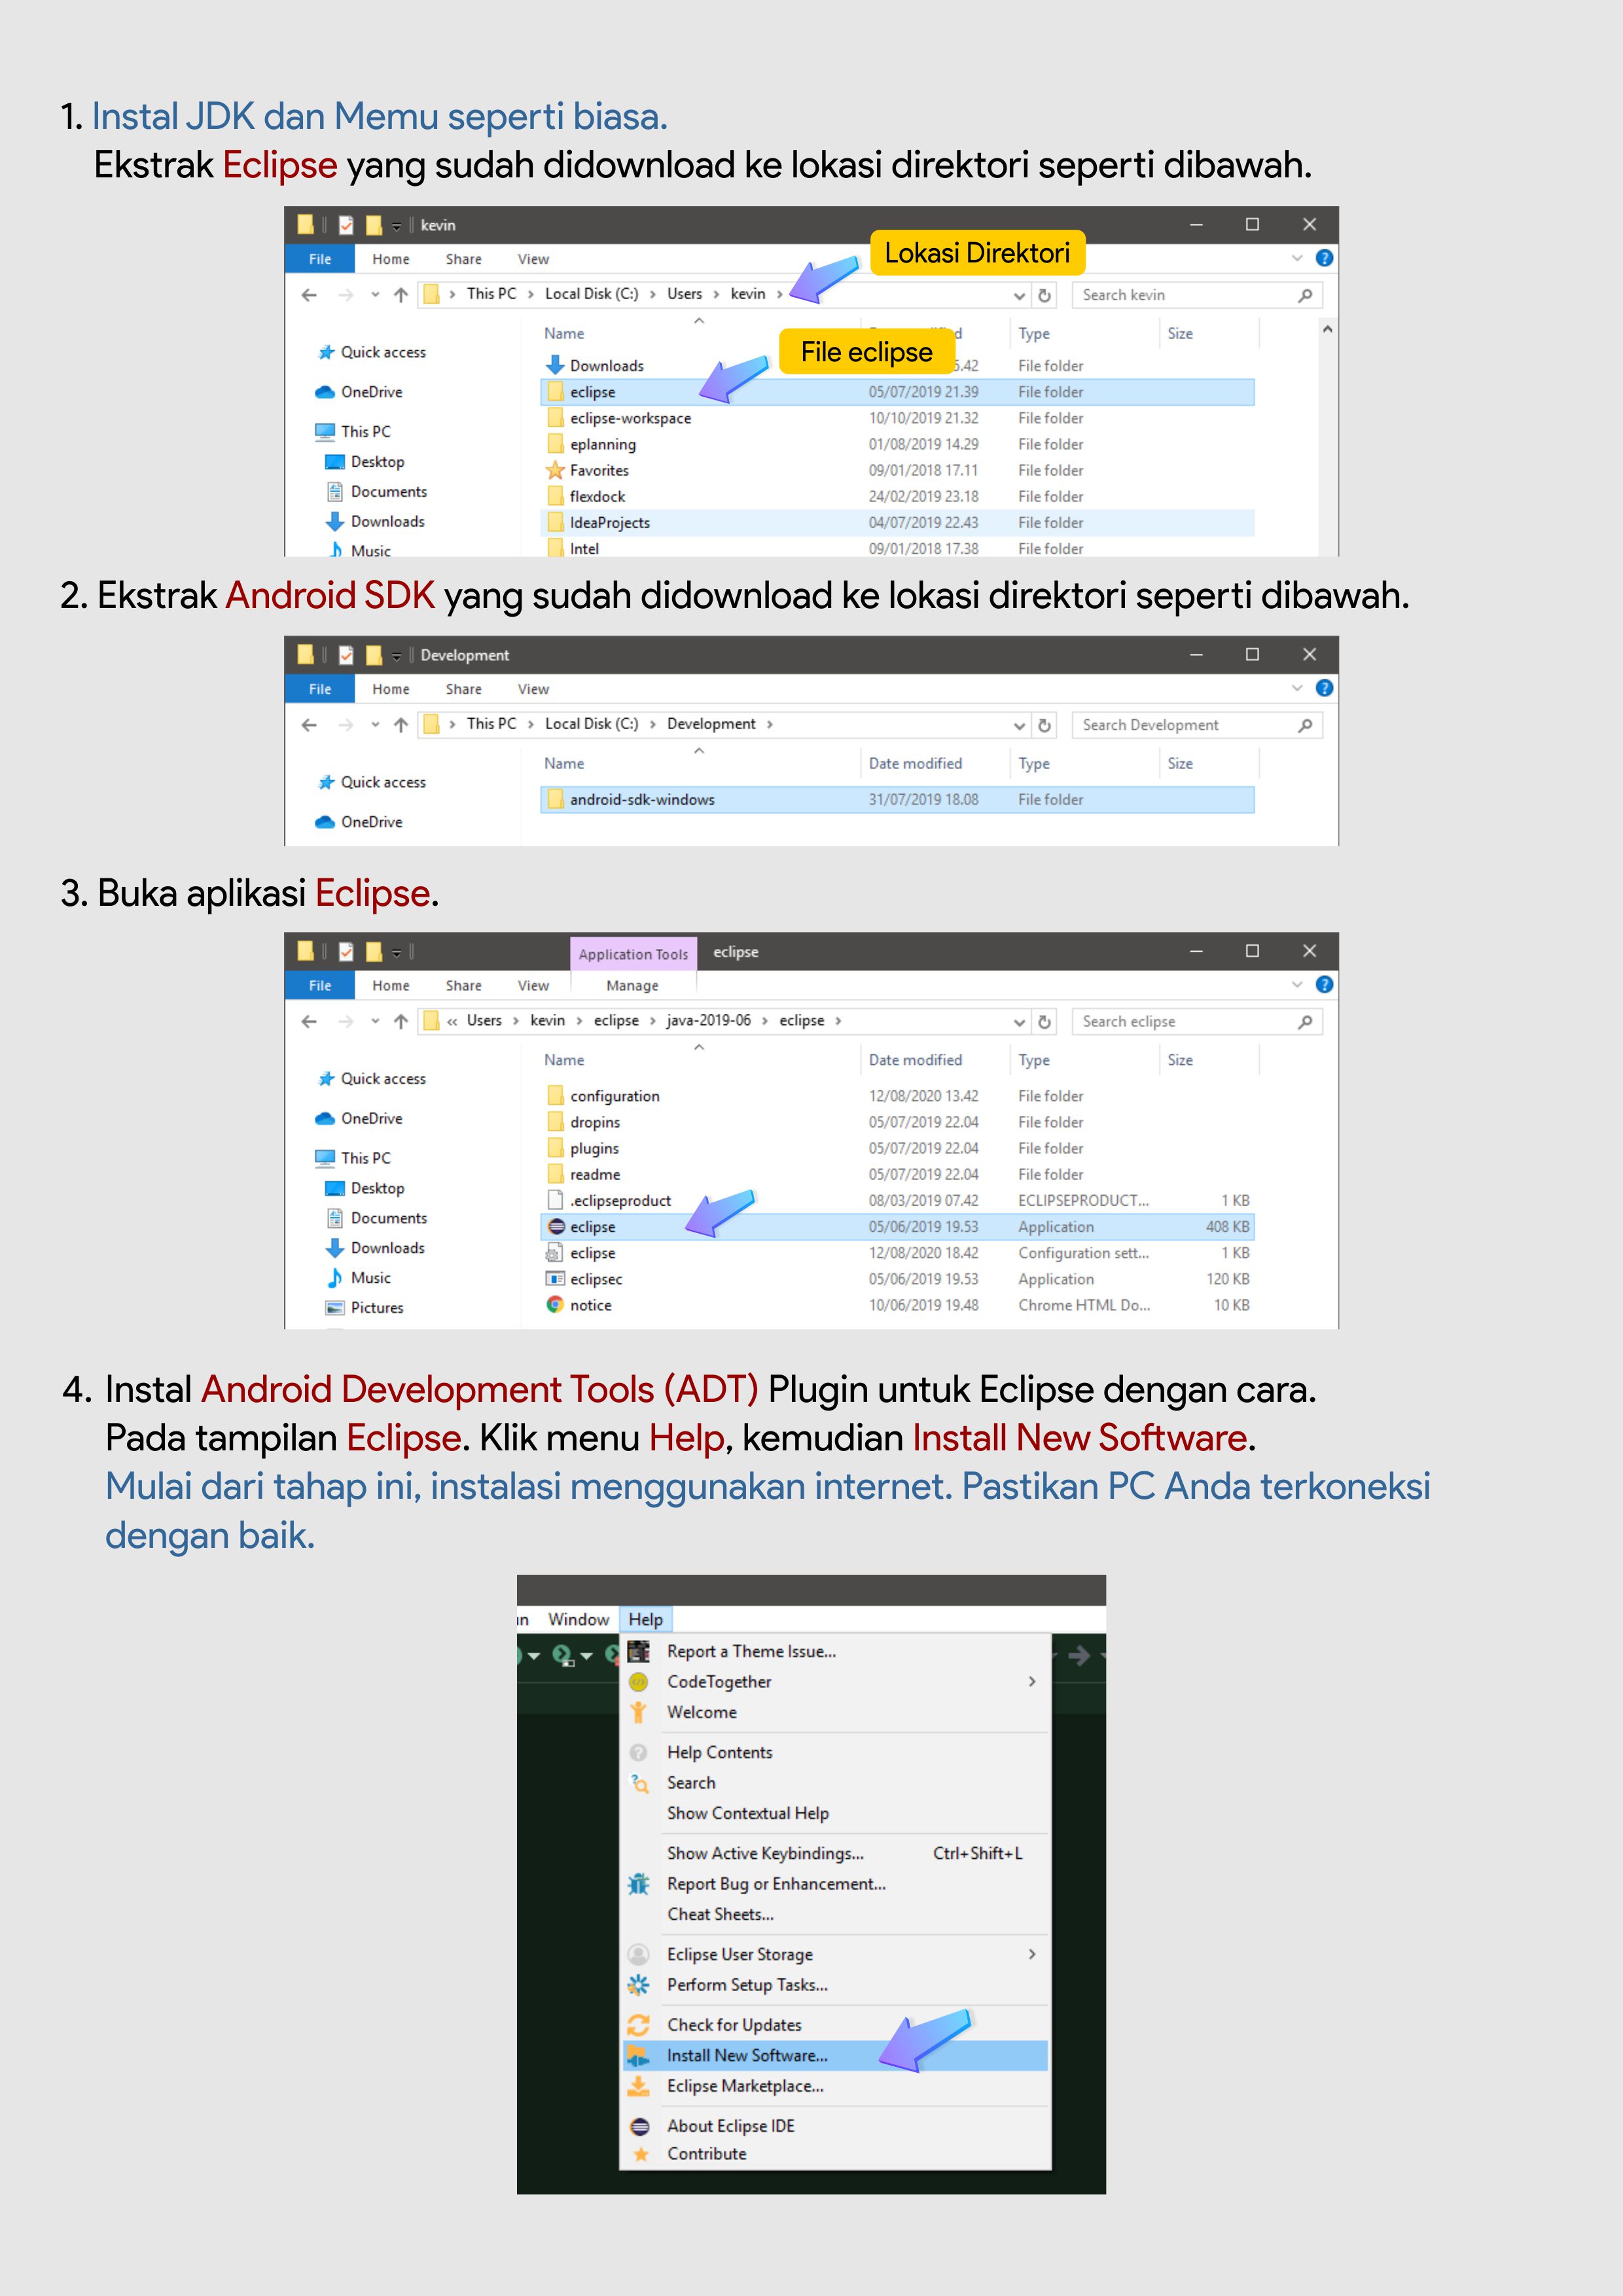 1. Instal JDK dan Memu seperti biasa.
Ekstrak Eclipse yang sudah didownload ke lokasi direktori seperti dibawah.
kevin
Lokasi Direktori
File Home Share View
This PC > Local Disk (C:) > Users > kevin >
Search kevin
Name Type Size
File eclipse
Quick access
OneDrive
This PC
Desktop
Documents
Downloads
Music
Downloads File folder
eclipse 05/07/2019 21.39 File folder
eclipse-workspace 10/10/2019 21.32 File folder
eplanning 01/08/2019 14.29 File folder
Favorites 09/01/2018 17.11 File folder
flexdock 24/02/2019 23.18 File folder
IdeaProjects 04/07/2019 22.43 File folder
Intel 09/01/2018 17.38 File folder
2. Ekstrak Android SDK yang sudah didownload ke lokasi direktori seperti dibawah.
Development
File Home Share View
This PC > Local Disk (C:) > Development >
Search Development
Name Date modified Type Size
Quick access
OneDrive
android-sdk-windows 31/07/2019 18.08 File folder
3. Buka aplikasi Eclipse.
Application Tools eclipse
File Home Share View Manage
« Users > kevin > eclipse > java-2019-06 > eclipse >
Search eclipse
Name Date modified Type Size
Quick access
OneDrive
This PC
Desktop
Documents
Downloads
Music
Pictures
configuration 12/08/2020 13.42 File folder
dropins 05/07/2019 22.04 File folder
plugins 05/07/2019 22.04 File folder
readme 05/07/2019 22.04 File folder
.eclipseproduct 08/03/2019 07.42 ECLIPSEPRODUCT... 1 KB
eclipse 05/06/2019 19.53 Application 408 KB
eclipse 12/08/2020 18.42 Configuration sett... 1 KB
eclipsec 05/06/2019 19.53 Application 120 KB
notice 10/06/2019 19.48 Chrome HTML Do... 10 KB
4. Instal Android Development Tools (ADT) Plugin untuk Eclipse dengan cara.
Pada tampilan Eclipse. Klik menu Help, kemudian Install New Software.
Mulai dari tahap ini, instalasi menggunakan internet. Pastikan PC Anda terkoneksi
dengan baik.
Window Help
Report a Theme Issue...
CodeTogether
Welcome
Help Contents
Search
Show Contextual Help
Show Active Keybindings... Ctrl+Shift+L
Report Bug or Enhancement...
Cheat Sheets...
Eclipse User Storage
Perform Setup Tasks...
Check for Updates
Install New Software...
Eclipse Marketplace...
About Eclipse IDE
Contribute